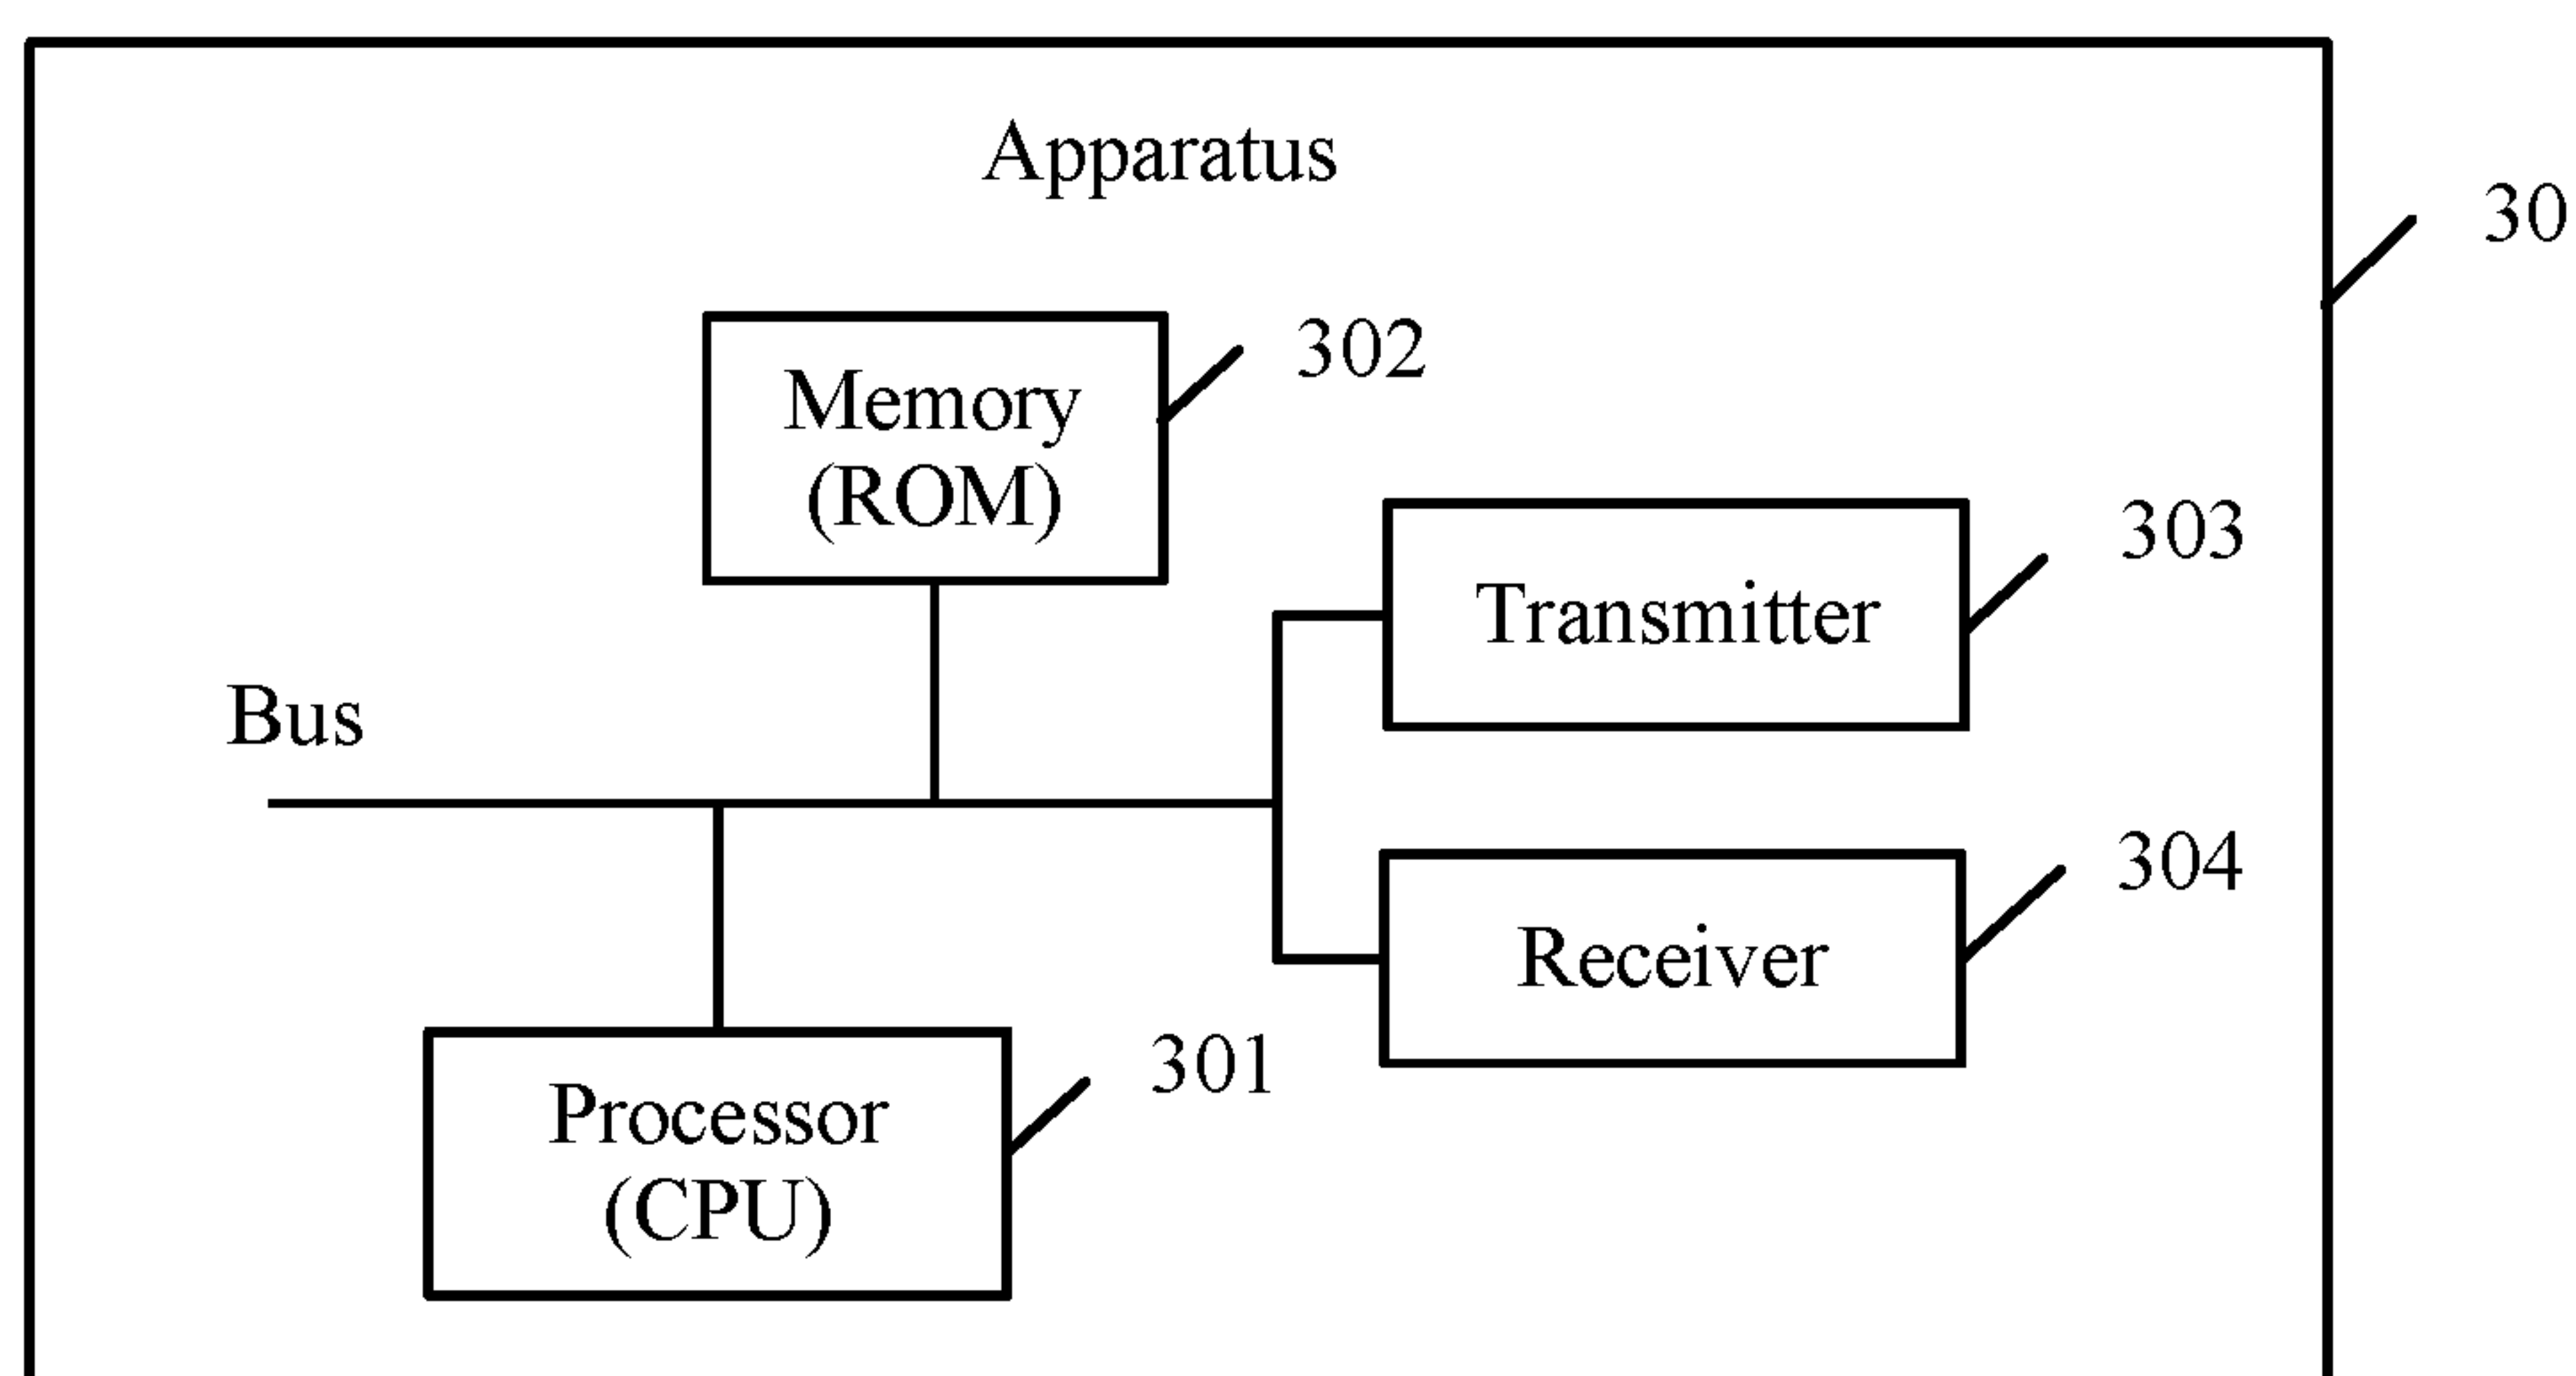 Apparatus
30
Memory
(ROM)
302
Transmitter
303
Bus
Receiver
304
Processor
(CPU)
301